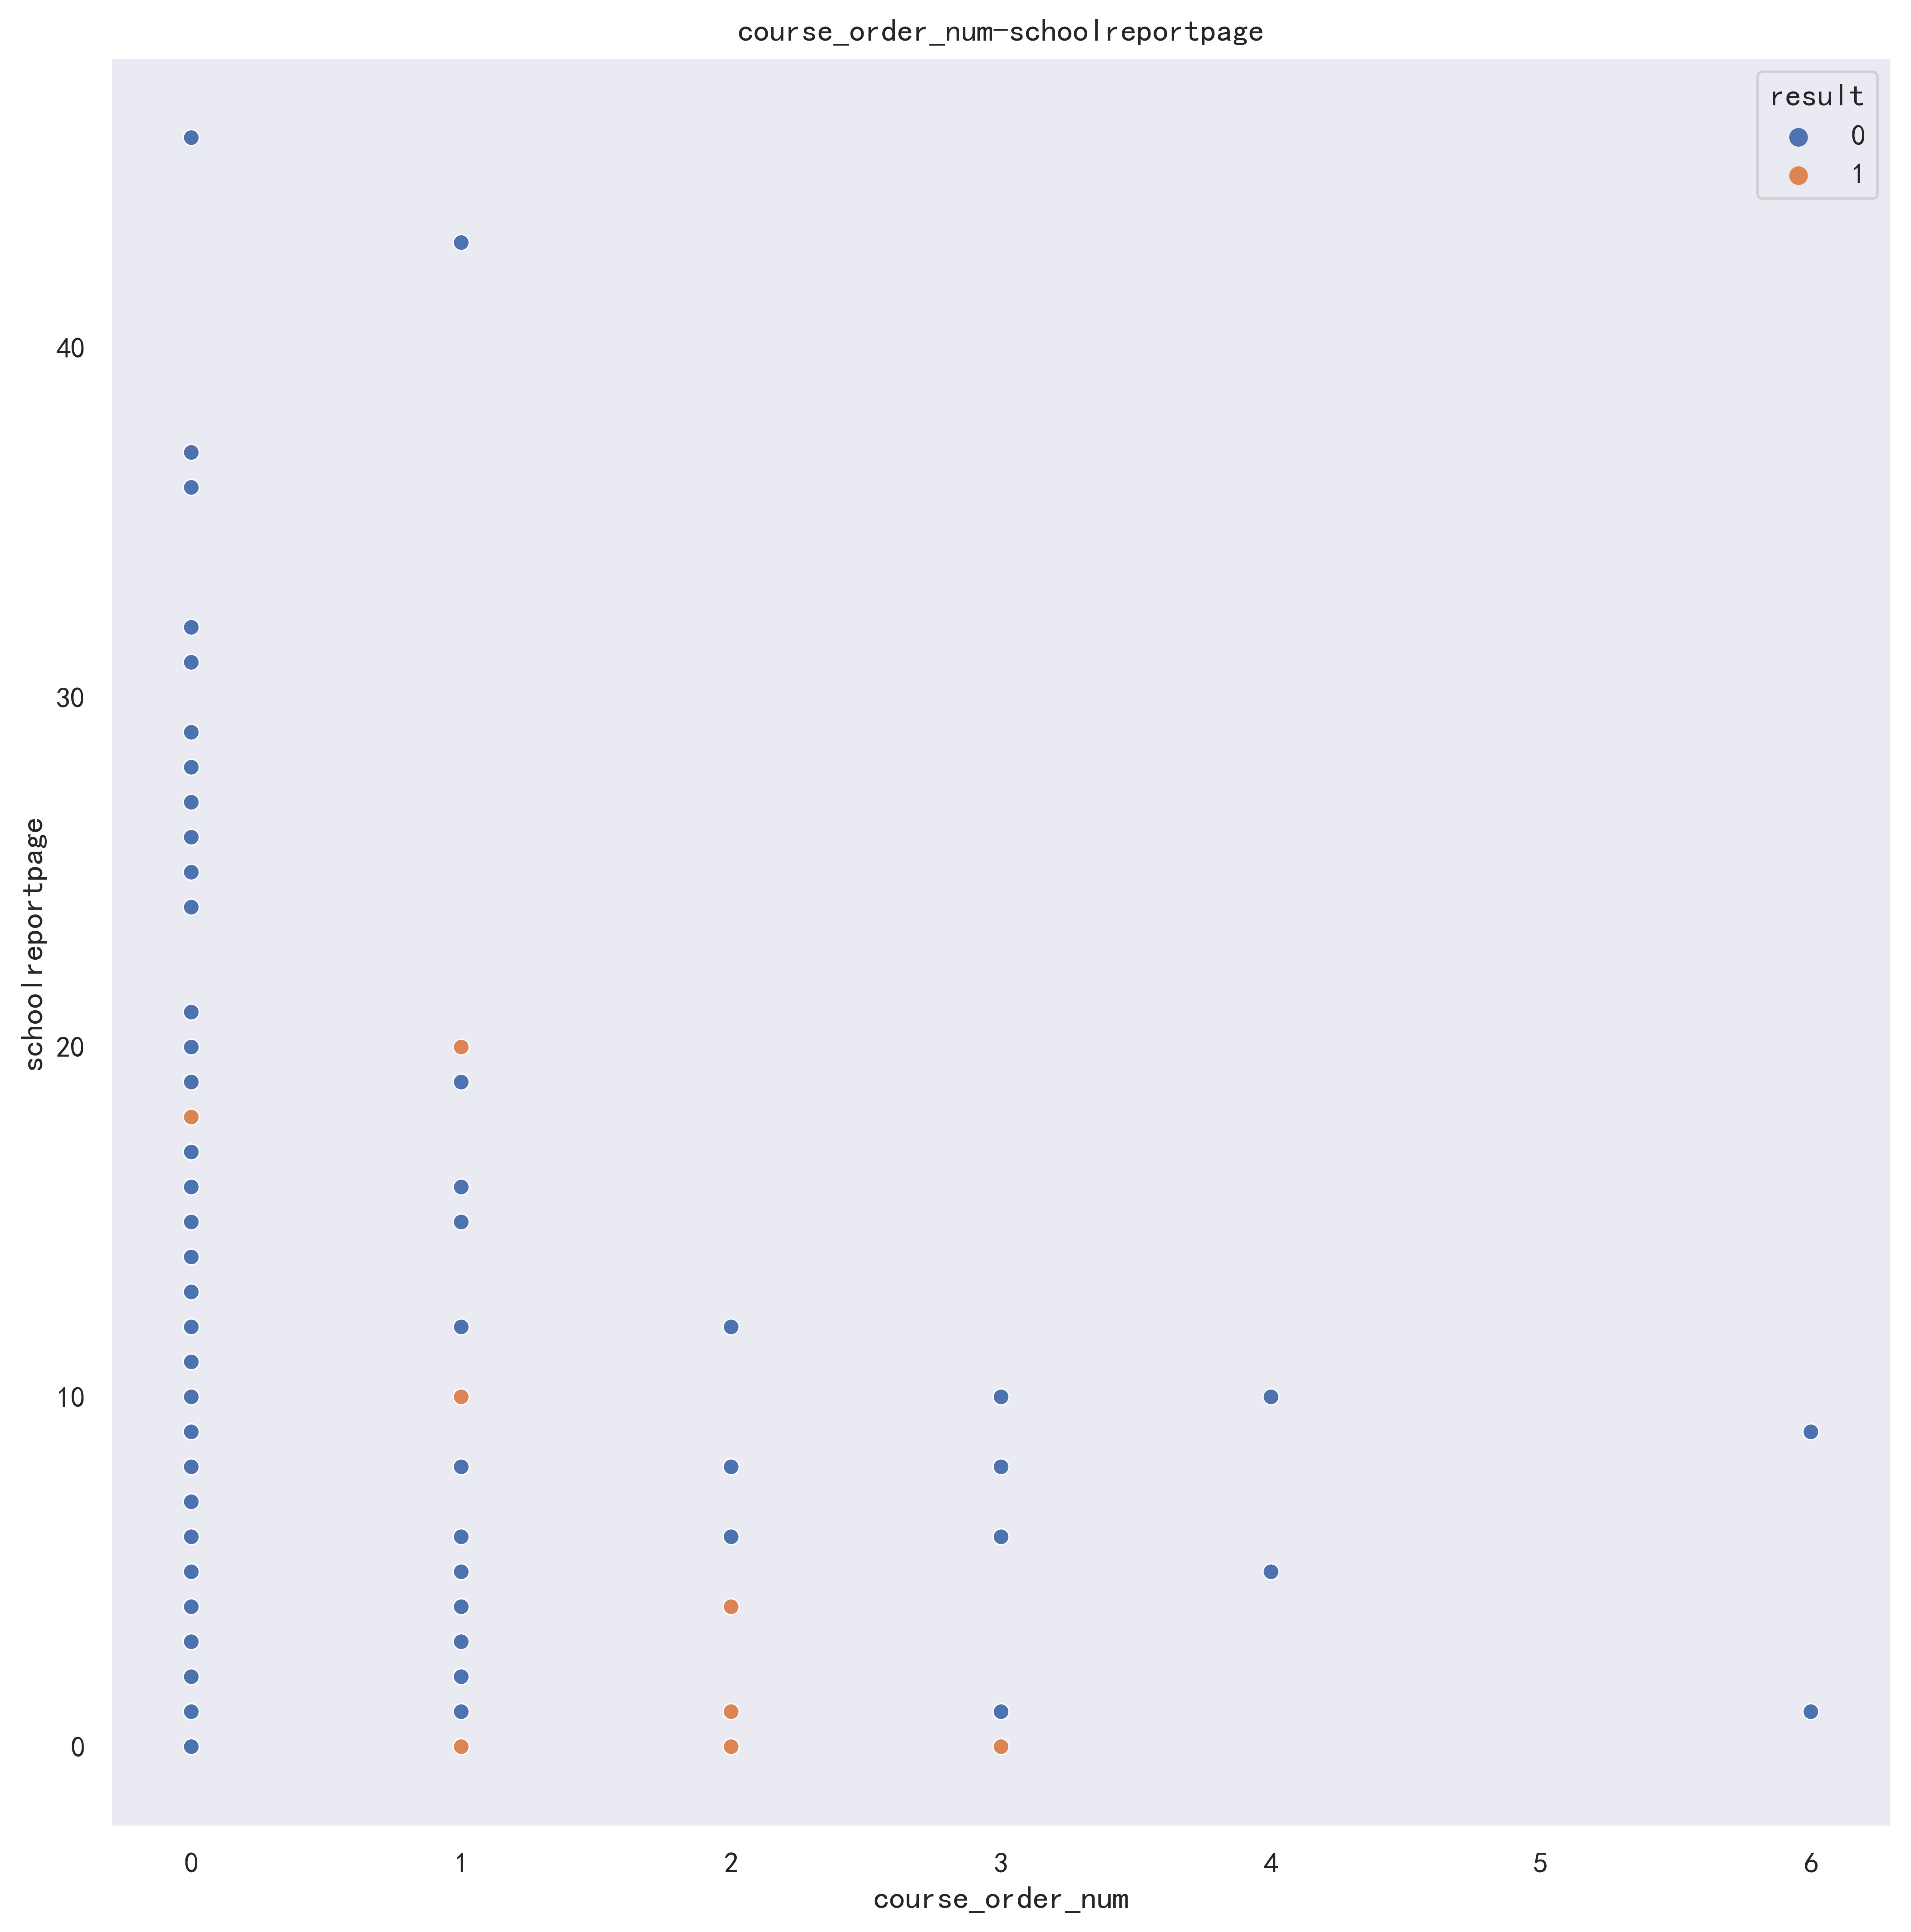 course_order_num-schoolreportpage
result
0
1
schoolreportpage
40
30
20
10
0
0 1 2 3 4 5 6
course_order_num